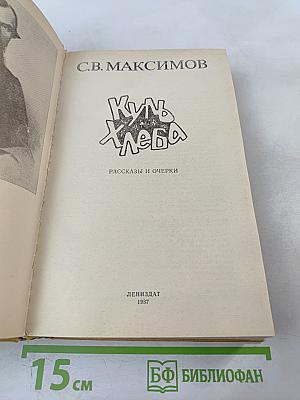 С.В. МАКСИМОВ
Куль
Хлеба
РАССКАЗЫ И ОЧЕРКИ
ЛЕНИЗДАТ
1987
15 см
БФ БИБЛИОФАН